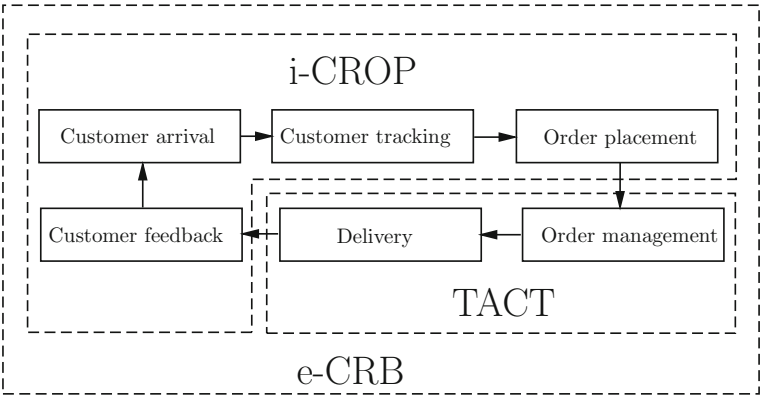 i-CROP
Customer arrival
Customer tracking
Order placement
Customer feedback
Delivery
Order management
TACT
e-CRB